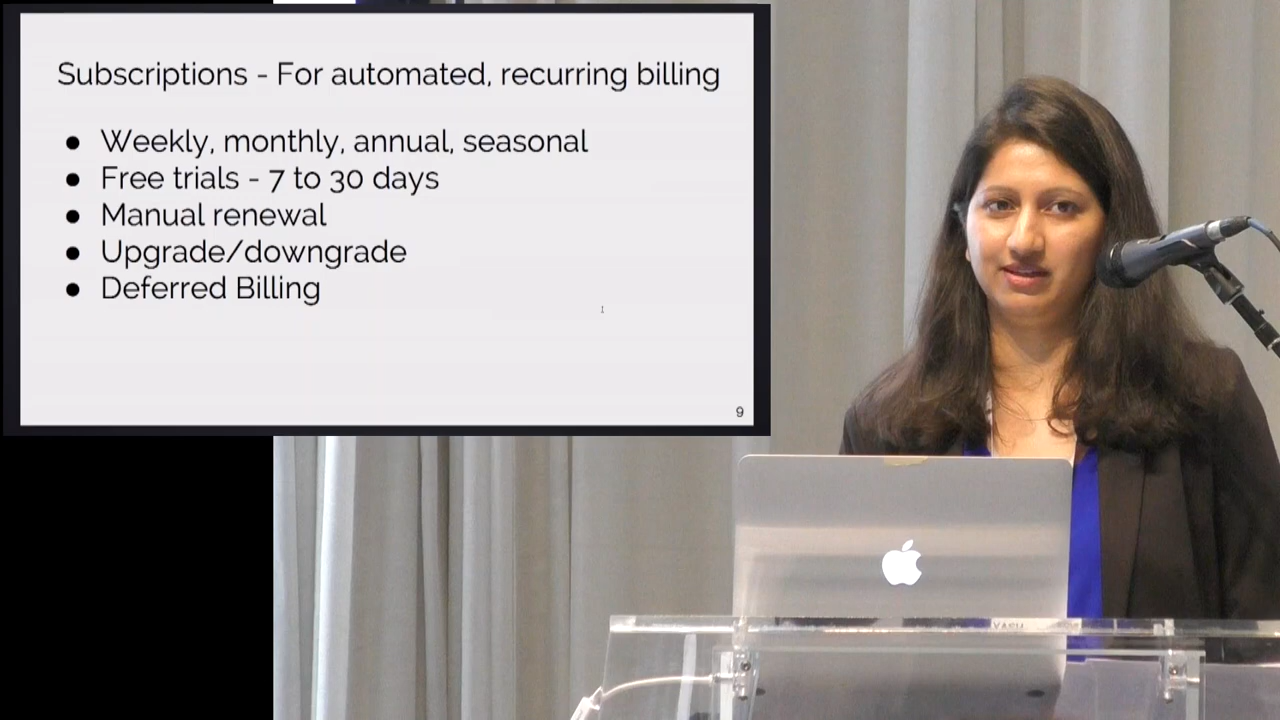 Subscriptions - For automated, recurring billing
● Weekly, monthly, annual, seasonal
● Free trials - 7 to 30 days
● Manual renewal
● Upgrade/downgrade
● Deferred Billing
9